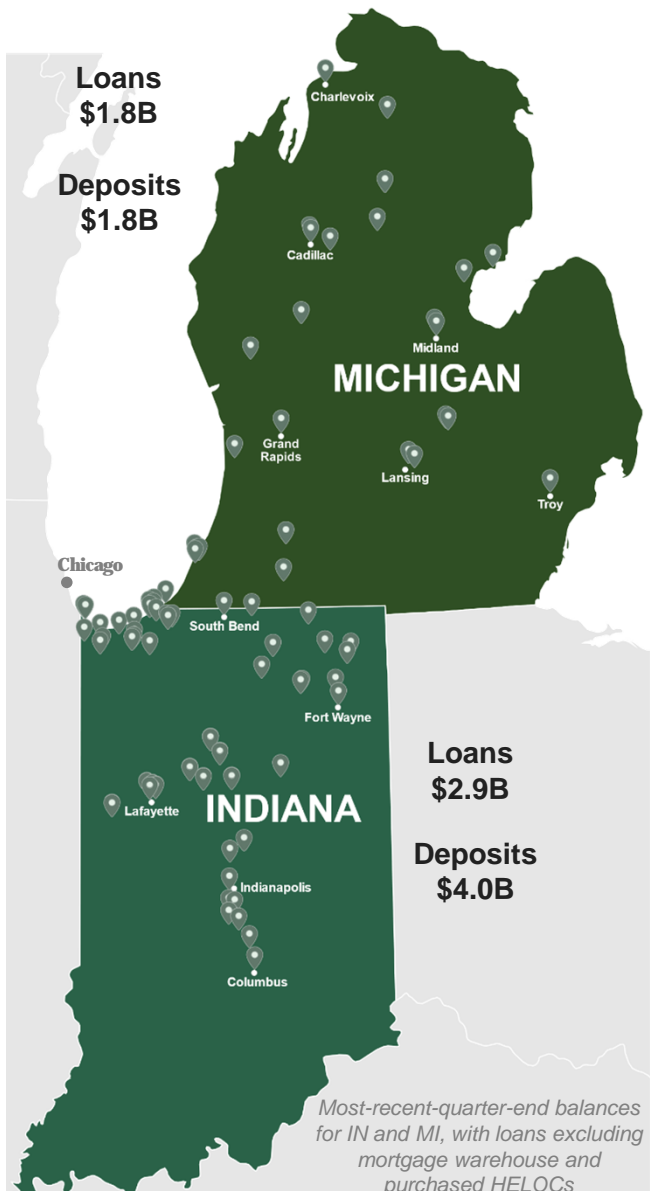 Loans
$1.8B
Deposits
$1.8B
Charlevoix
Cadillac
Midland
MICHIGAN
Grand
Rapids
Lansing
Troy
Chicago
South Bend
Fort Wayne
Loans
$2.9B
Deposits
$4.0B
Lafayette
INDIANA
Indianapolis
Columbus
Most-recent-quarter-end balances
for IN and MI, with loans excluding
mortgage warehouse and
purchased HELOCs